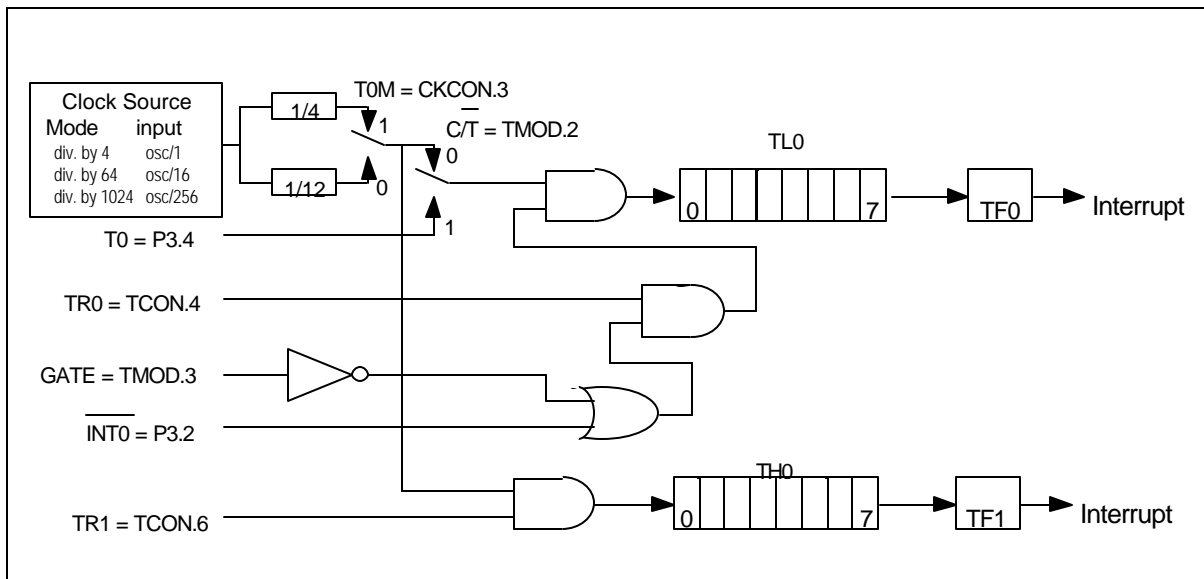 Clock Source
Mode input
div. by 4 osc/1
div. by 64 osc/16
div. by 1024 osc/256
1/4
1/12
T0M = CKCON.3
1
0
C/T̅ = TMOD.2
0
1
T0 = P3.4
TL0
0 7
TF0
Interrupt
TR0 = TCON.4
GATE = TMOD.3
I̅N̅T̅0̅ = P3.2
TH0
0 7
TF1
Interrupt
TR1 = TCON.6